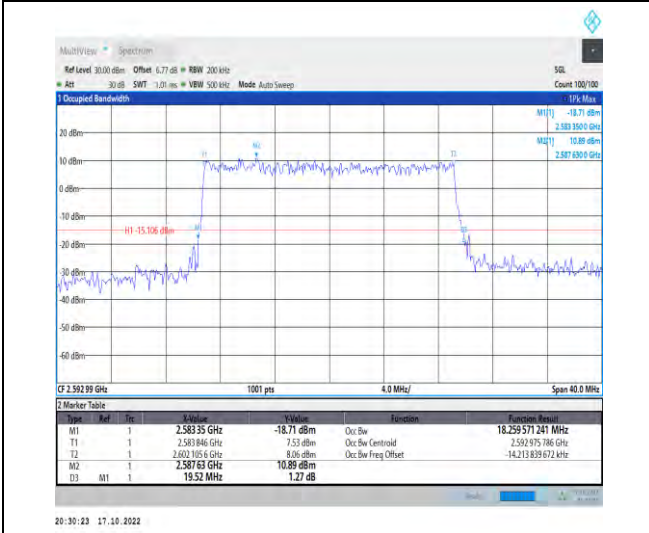 MultiView Spectrum
Ref Level 30.00 dBm Offset 6.77 dB RBW 200 kHz SGL
Att 30 dB SWT 1.01 ms VBW 500 kHz Mode Auto Sweep Count 100/100
1 Occupied Bandwidth 1Pk Max
M1[1] -18.71 dBm
2.583 3500 GHz
M2[1] 10.89 dBm
2.587 6300 GHz
20 dBm
M2
T1
T2
10 dBm
0 dBm
-10 dBm
H1 -15.106 dBm
M1
D3
-20 dBm
-30 dBm
-40 dBm
-50 dBm
-60 dBm
CF 2.592 99 GHz 1001 pts 4.0 MHz/ Span 40.0 MHz
2 Marker Table
Type Ref Trc X-Value Y-Value Function Function Result
M1 1 2.583 35 GHz -18.71 dBm Occ Bw 18.259 571 241 MHz
T1 1 2.583 846 GHz 7.53 dBm Occ Bw Centroid 2.592 975 786 GHz
T2 1 2.602 105 6 GHz 8.06 dBm Occ Bw Freq Offset -14.213 839 672 kHz
M2 1 2.587 63 GHz 10.89 dBm
D3 M1 1 19.52 MHz 1.27 dB
20:30:23 17.10.2022